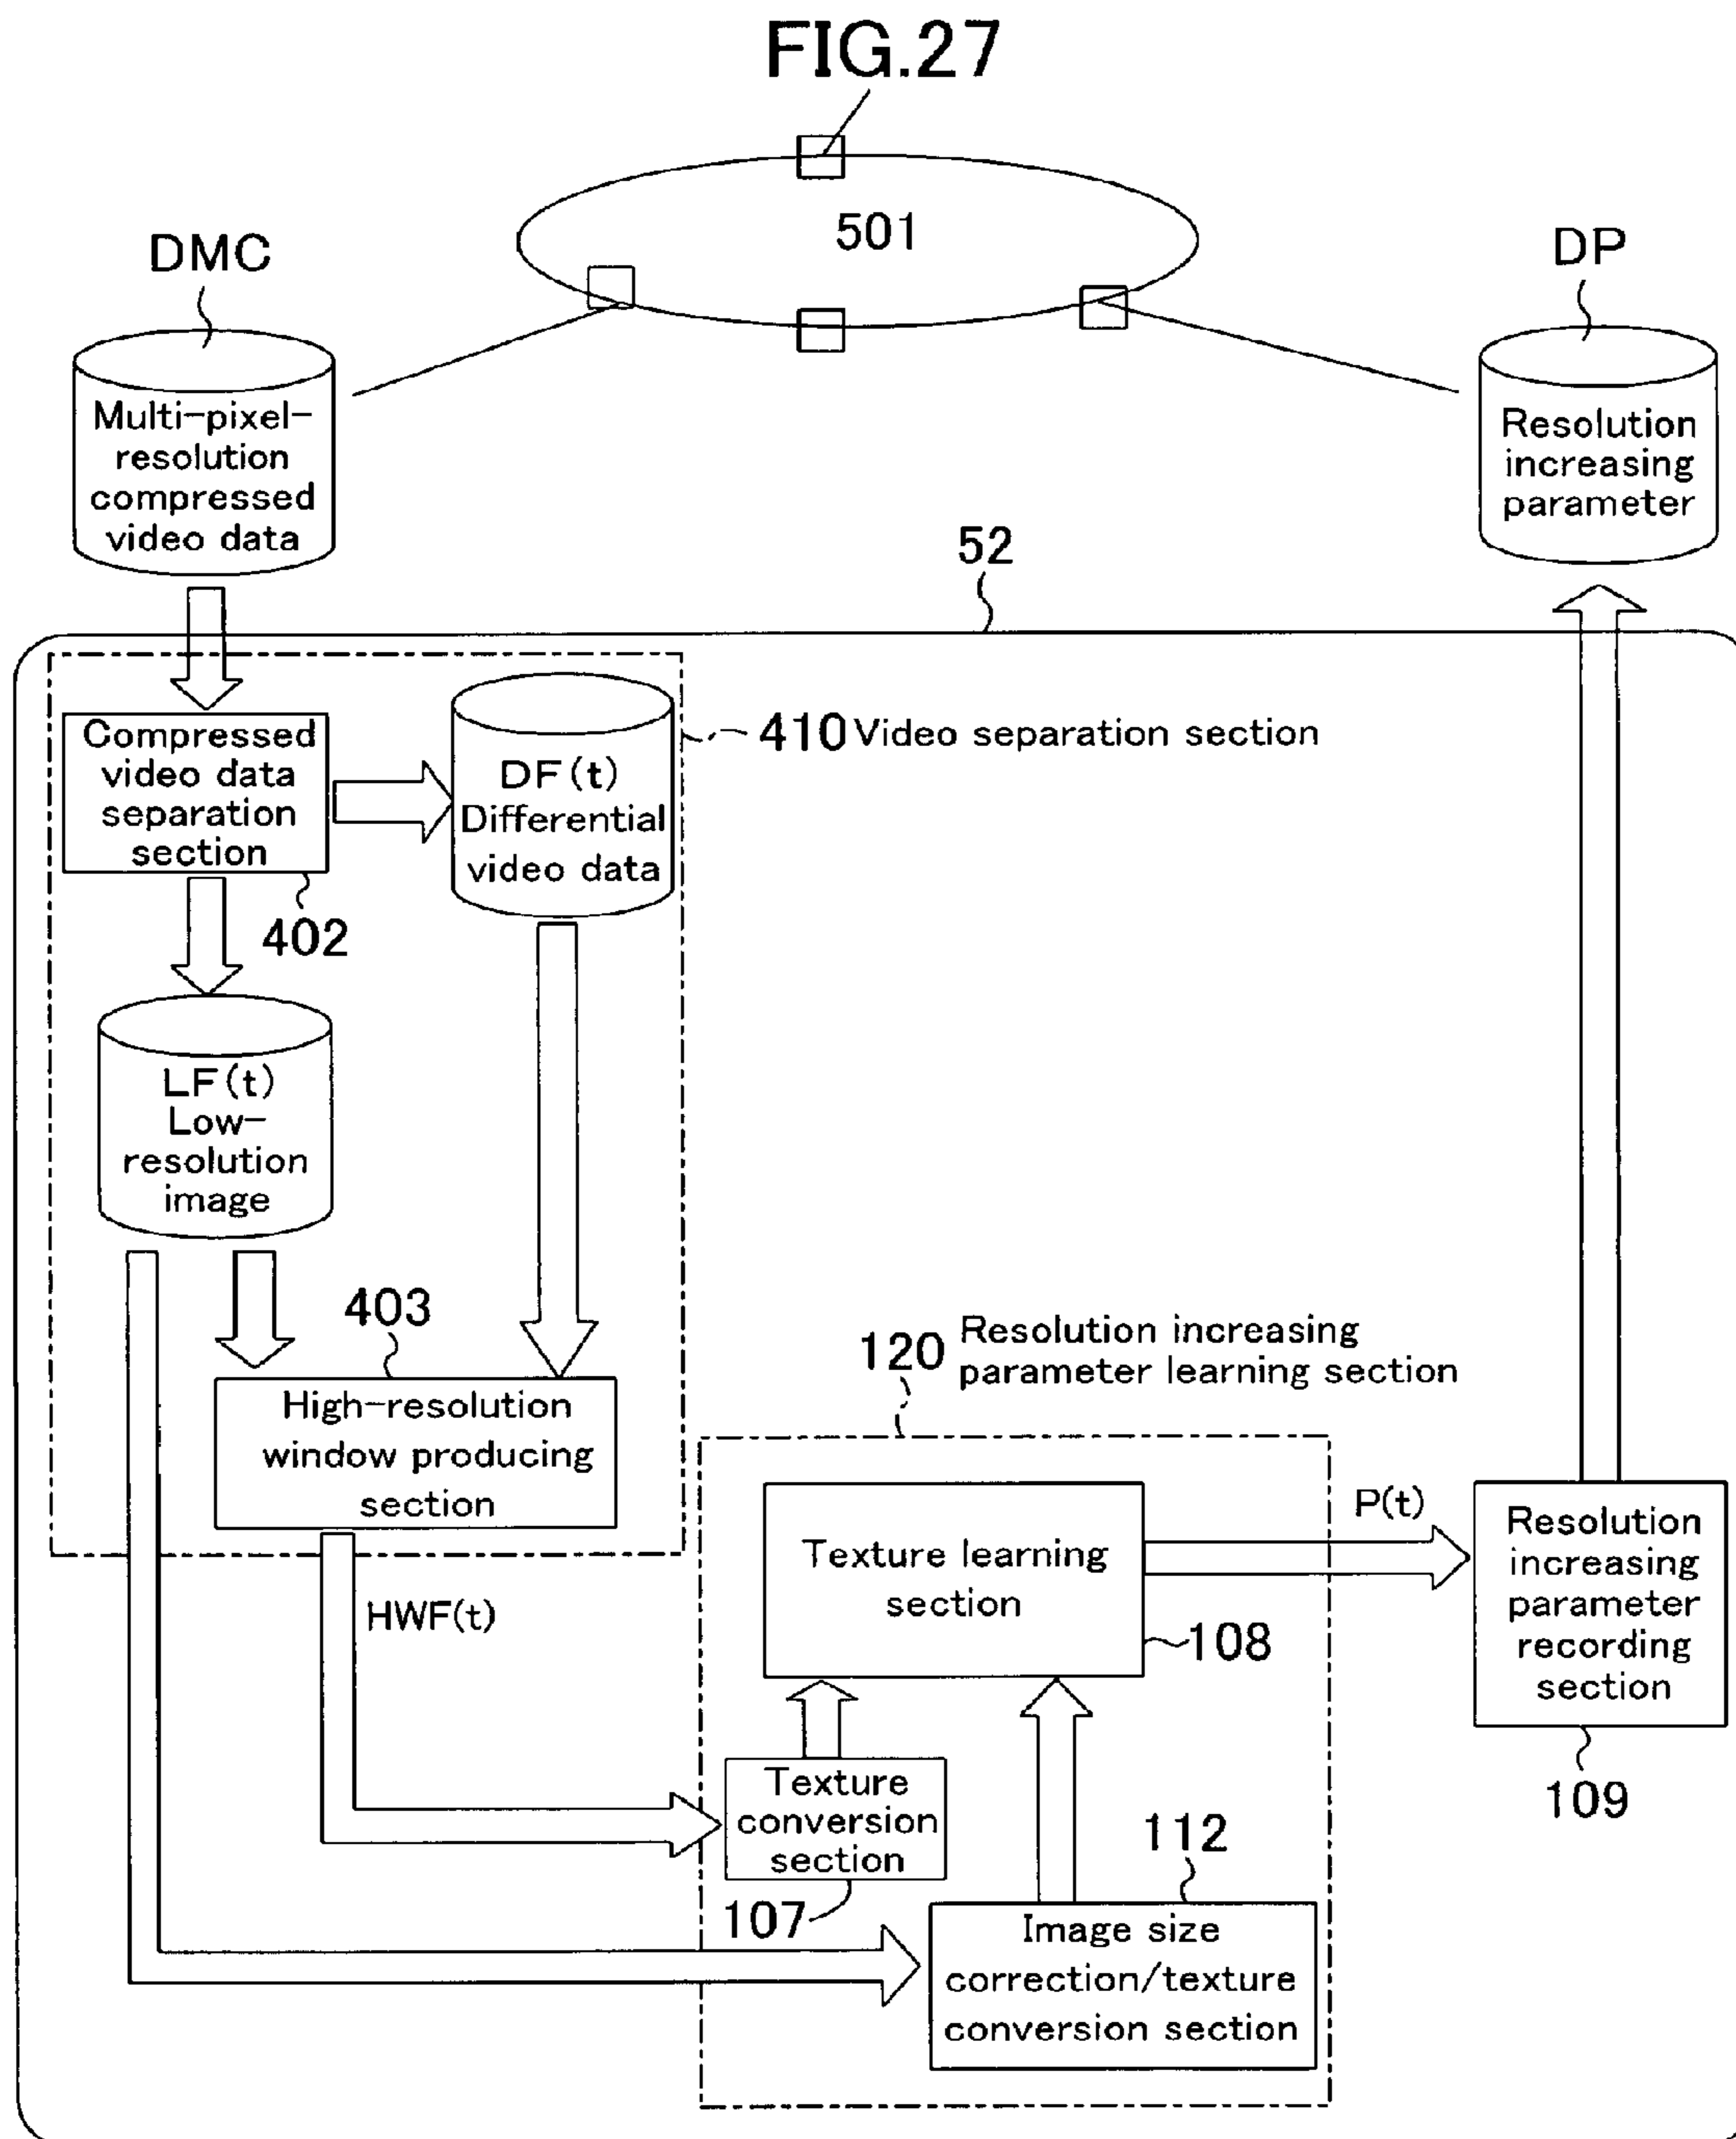 FIG.27
501
DMC
DP
Multi-pixel-
resolution
compressed
video data
Resolution
increasing
parameter
52
Compressed
video data
separation
section
402
DF(t)
Differential
video data
410 Video separation section
LF(t)
Low-
resolution
image
403
High-resolution
window producing
section
HWF(t)
120 Resolution increasing
parameter learning section
Texture learning
section
108
P(t)
Resolution
increasing
parameter
recording
section
109
Texture
conversion
section
107
112
Image size
correction/texture
conversion section